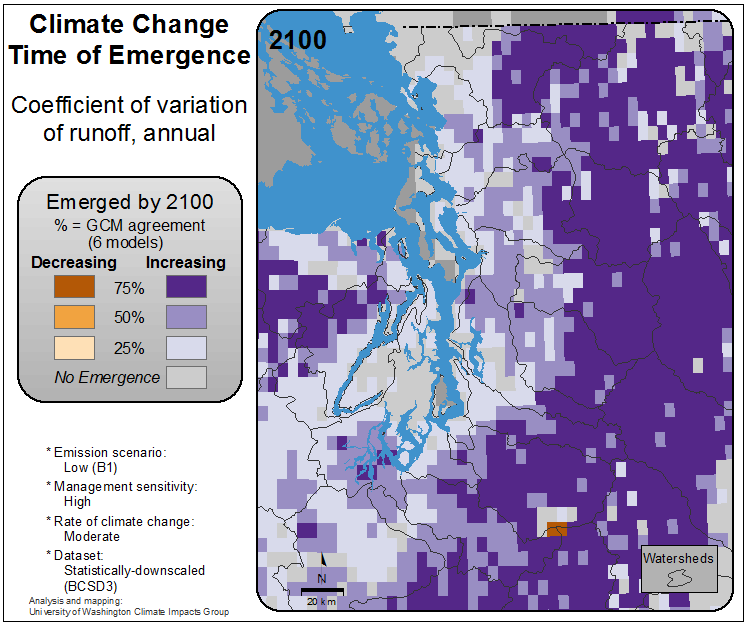 Climate Change
Time of Emergence
Coefficient of variation
of runoff, annual
Emerged by 2100
% = GCM agreement
(6 models)
Decreasing Increasing
75%
50%
25%
No Emergence
* Emission scenario:
Low (B1)
* Management sensitivity:
High
* Rate of climate change:
Moderate
* Dataset:
Statistically-downscaled
(BCSD3)
Analysis and mapping:
University of Washington Climate Impacts Group
2100
N
20 km
Watersheds